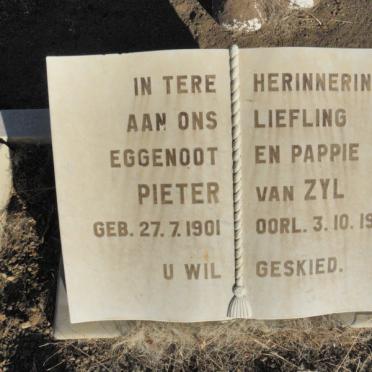 IN TERE HERINNERIN
AAN ONS LIEFLING
EGGENOOT EN PAPPIE
PIETER VAN ZYL
GEB. 27.7.1901 OORL. 3.10.19
U WIL GESKIED.